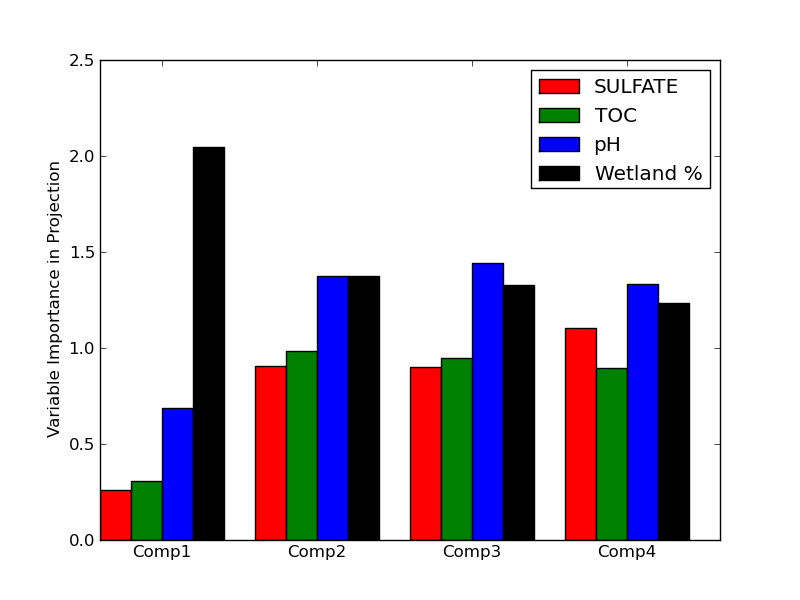 SULFATE
TOC
pH
Wetland %
Variable Importance in Projection
2.5
2.0
1.5
1.0
0.5
0.0
Comp1 Comp2 Comp3 Comp4